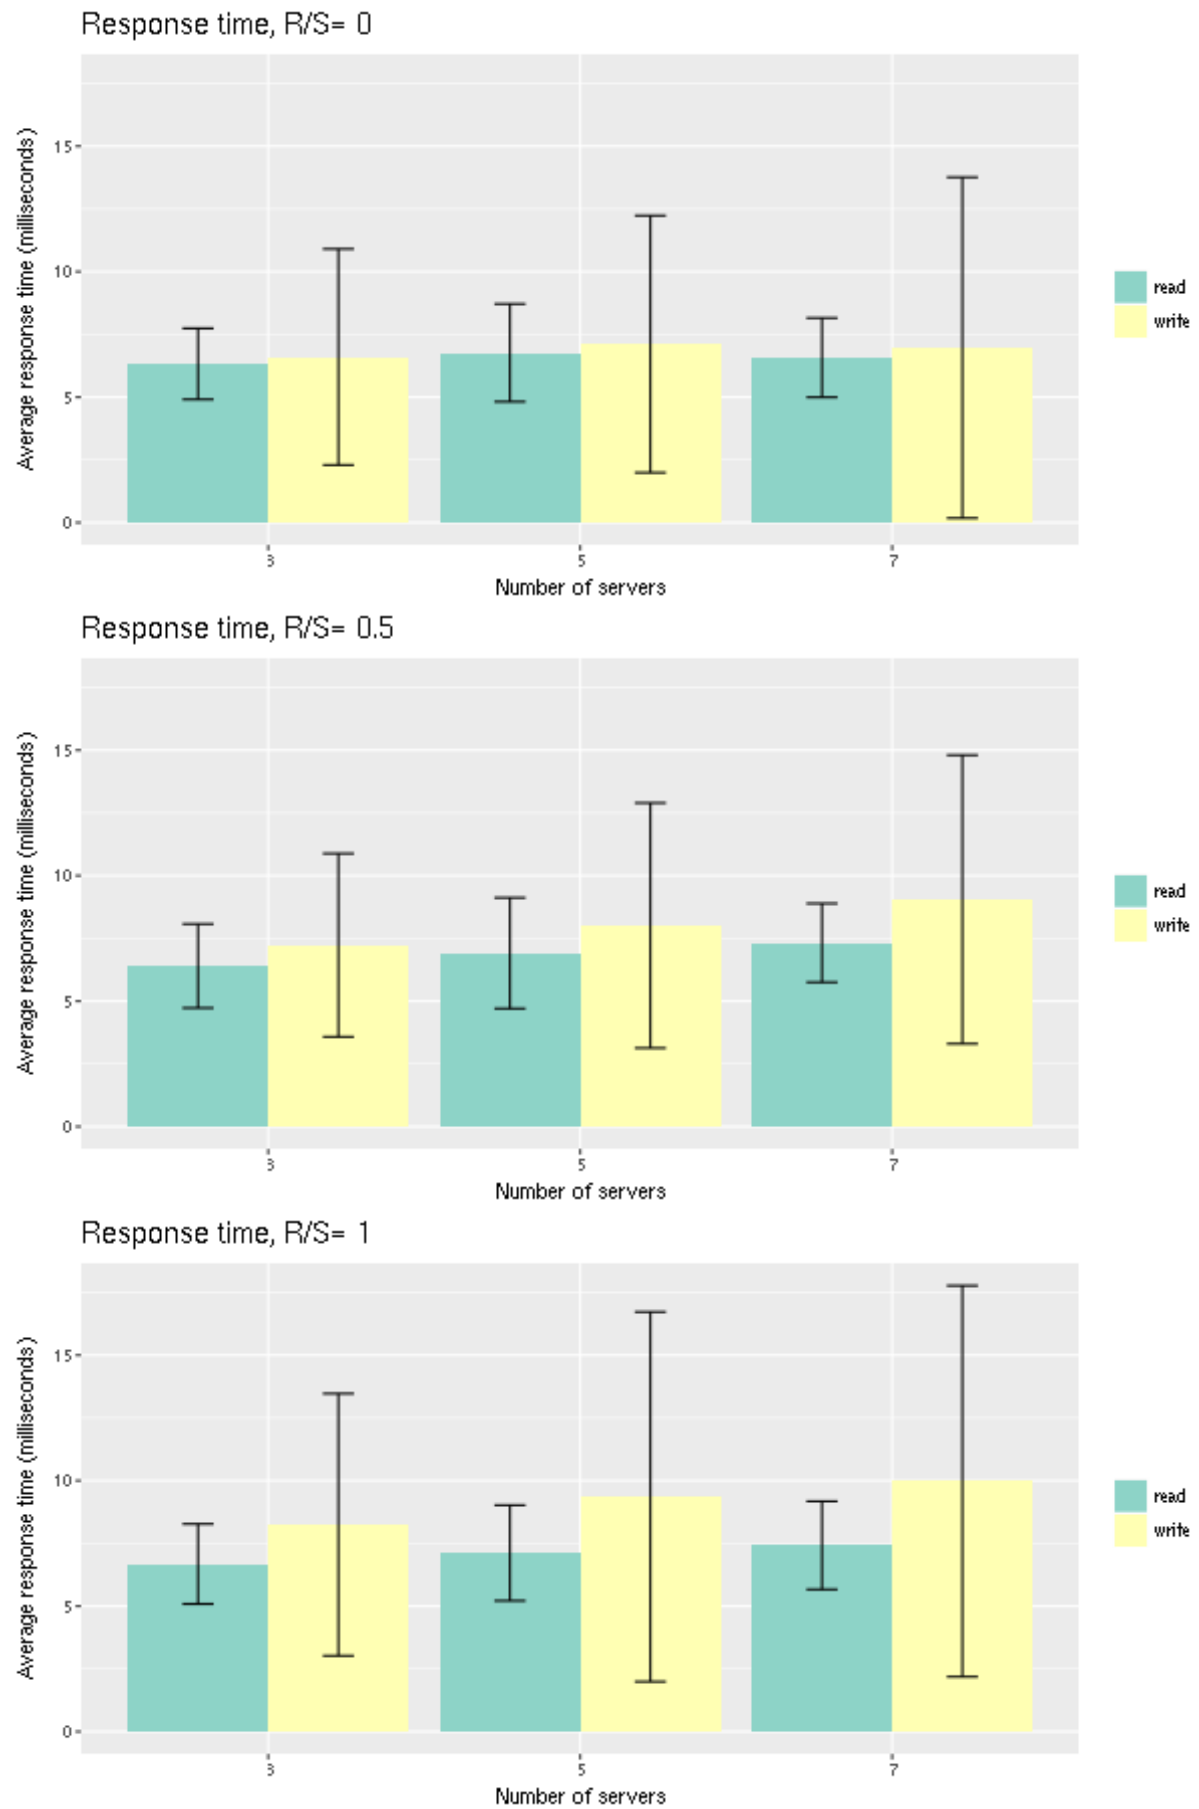 Response time, R/S= 0
Average response time (milliseconds)
15
10
5
0
3
5
7
Number of servers
read
write
Response time, R/S= 0.5
Average response time (milliseconds)
15
10
5
0
3
5
7
Number of servers
read
write
Response time, R/S= 1
Average response time (milliseconds)
15
10
5
0
3
5
7
Number of servers
read
write